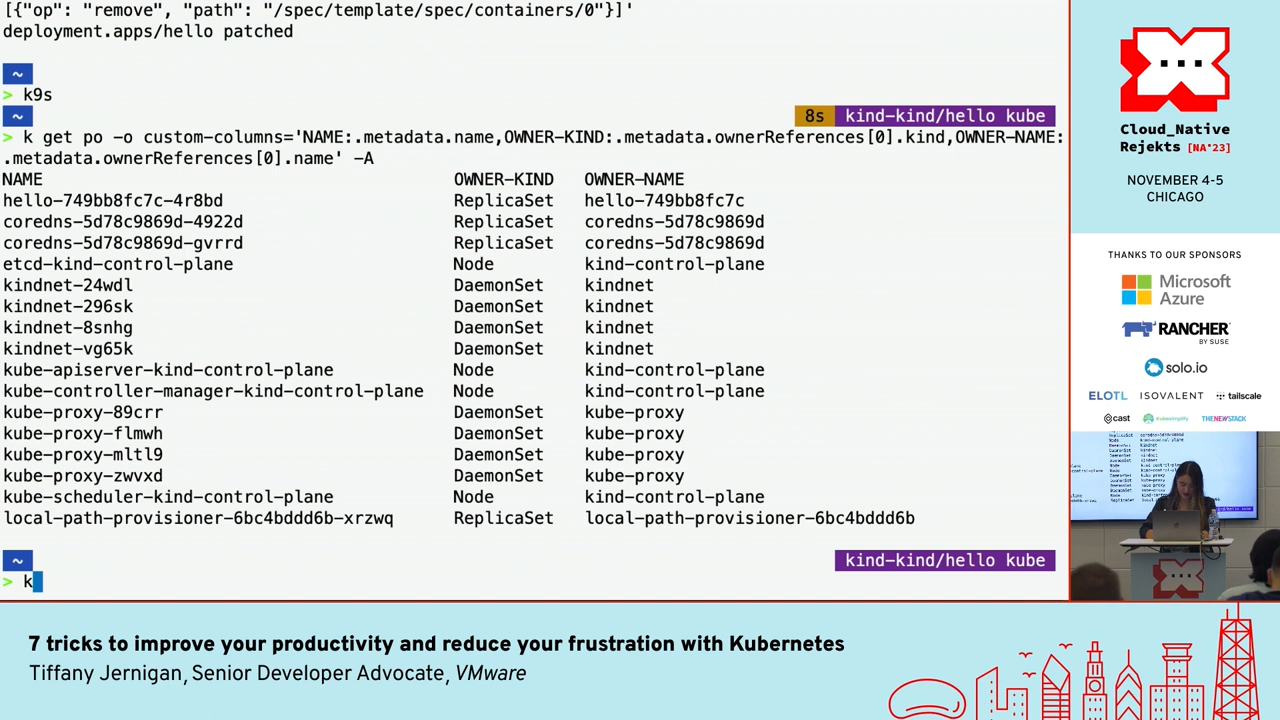 [{"op": "remove", "path": "/spec/template/spec/containers/0"}]'
deployment.apps/hello patched
~
> k9s
~
8s kind-kind/hello kube
> k get po -o custom-columns='NAME:.metadata.name,OWNER-KIND:.metadata.ownerReferences[0].kind,OWNER-NAME:
.metadata.ownerReferences[0].name' -A
NAME OWNER-KIND OWNER-NAME
hello-749bb8fc7c-4r8bd ReplicaSet hello-749bb8fc7c
coredns-5d78c9869d-4922d ReplicaSet coredns-5d78c9869d
coredns-5d78c9869d-gvrrd ReplicaSet coredns-5d78c9869d
etcd-kind-control-plane Node kind-control-plane
kindnet-24wdl DaemonSet kindnet
kindnet-296sk DaemonSet kindnet
kindnet-8snhg DaemonSet kindnet
kindnet-vg65k DaemonSet kindnet
kube-apiserver-kind-control-plane Node kind-control-plane
kube-controller-manager-kind-control-plane Node kind-control-plane
kube-proxy-89crr DaemonSet kube-proxy
kube-proxy-flmwh DaemonSet kube-proxy
kube-proxy-mltl9 DaemonSet kube-proxy
kube-proxy-zwvxd DaemonSet kube-proxy
kube-scheduler-kind-control-plane Node kind-control-plane
local-path-provisioner-6bc4bddd6b-xrzwq ReplicaSet local-path-provisioner-6bc4bddd6b
~
kind-kind/hello kube
> k
Cloud_Native
Rejekts [NA'23]
NOVEMBER 4-5
CHICAGO
THANKS TO OUR SPONSORS
Microsoft
Azure
RANCHER
BY SUSE
solo.io
ELOTL ISOVALENT tailscale
cast Kubesimplify THENEWSTACK
7 tricks to improve your productivity and reduce your frustration with Kubernetes
Tiffany Jernigan, Senior Developer Advocate, VMware